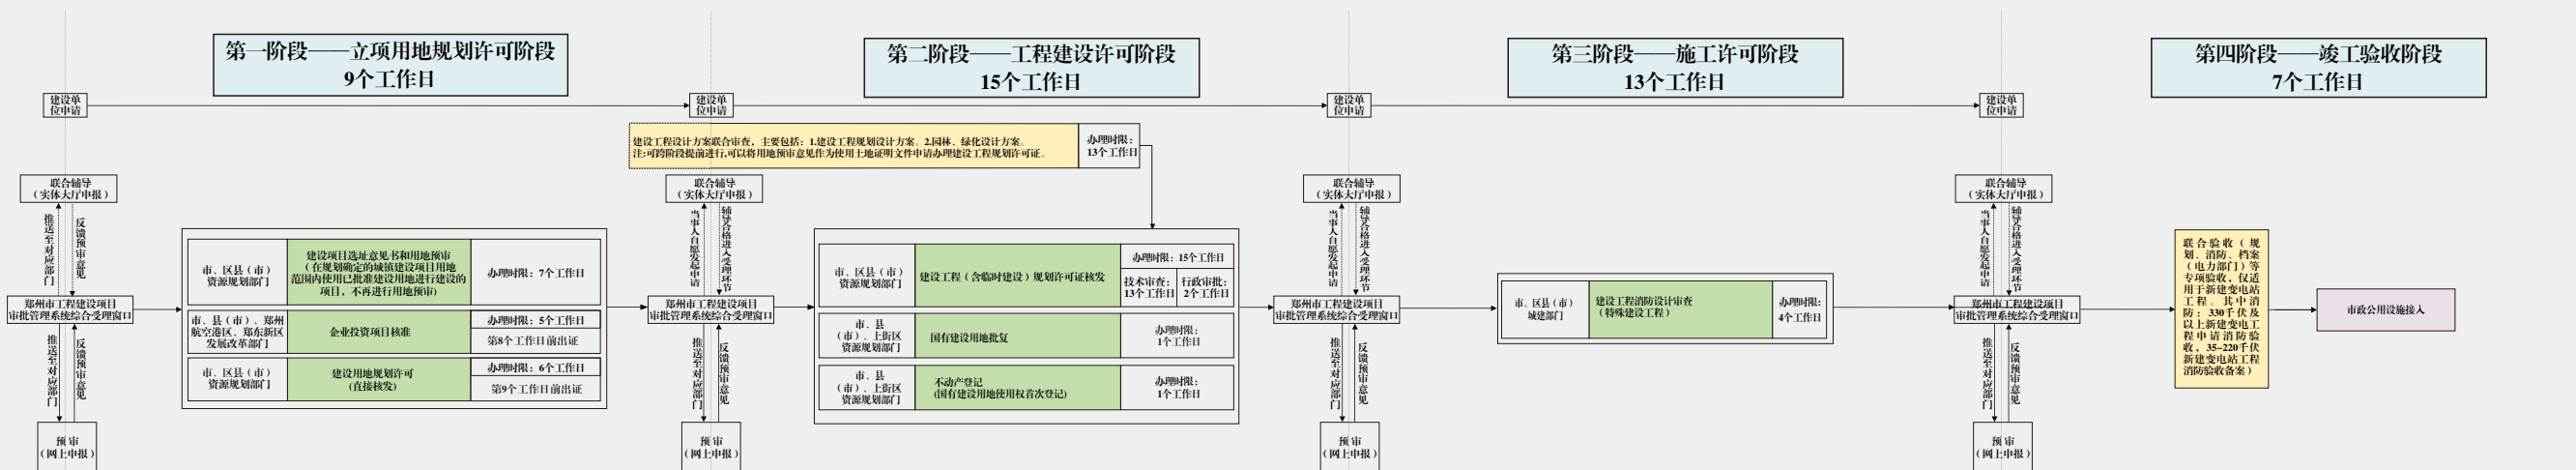 第一阶段——立项用地规划许可阶段
9个工作日
第二阶段——工程建设许可阶段
15个工作日
第三阶段——施工许可阶段
13个工作日
第四阶段——竣工验收阶段
7个工作日
建设单
位申请
建设单
位申请
建设单
位申请
建设单
位申请
建设工程设计方案联合审查，主要包括：1.建设工程规划设计方案。2.园林、绿化设计方案。
注:可跨阶段提前进行,可以将用地预审意见作为使用土地证明文件申请办理建设工程规划许可证。
办理时限：
13个工作日
联合辅导
（实体大厅申报）
推送至对应部门
反馈预审意见
郑州市工程建设项目
审批管理系统综合受理窗口
推送至对应部门
反馈预审意见
预 审
（网上申报）
市、区县（市）
资源规划部门
建设项目选址意见书和用地预审
（在规划确定的城镇建设项目用地
范围内使用已批准建设用地进行建设的
项目，不再进行用地预审)
办理时限：7个工作日
市、县（市）、郑州
航空港区、郑东新区
发展改革部门
企业投资项目核准
办理时限：5个工作日
第8个工作日前出证
市、区县（市）
资源规划部门
建设用地规划许可
(直接核发)
办理时限：6个工作日
第9个工作日前出证
联合辅导
（实体大厅申报）
当事人自愿发起申请
辅导合格进入受理环节
郑州市工程建设项目
审批管理系统综合受理窗口
推送至对应部门
反馈预审意见
预 审
（网上申报）
市、区县（市）
资源规划部门
建设工程（含临时建设）规划许可证核发
办理时限：15个工作日
技术审查：
13个工作日
行政审批：
2个工作日
市、县
（市）、上街区
资源规划部门
国有建设用地批复
办理时限：
1个工作日
市、县
（市）、上街区
资源规划部门
不动产登记
(国有建设用地使用权首次登记)
办理时限：
1个工作日
联合辅导
（实体大厅申报）
当事人自愿发起申请
辅导合格进入受理环节
郑州市工程建设项目
审批管理系统综合受理窗口
推送至对应部门
反馈预审意见
预 审
（网上申报）
市、区县（市）
城建部门
建设工程消防设计审查
（特殊建设工程）
办理时限：
4个工作日
联合辅导
（实体大厅申报）
当事人自愿发起申请
辅导合格进入受理环节
郑州市工程建设项目
审批管理系统综合受理窗口
推送至对应部门
反馈预审意见
预 审
（网上申报）
联合验收（规
划、消防、档案
（电力部门）等
专项验收，仅适
用于新建变电站
工程。其中消
防：330千伏及
以上新建变电工
程申请消防验
收，35-220千伏
新建变电站工程
消防验收备案）
市政公用设施接入